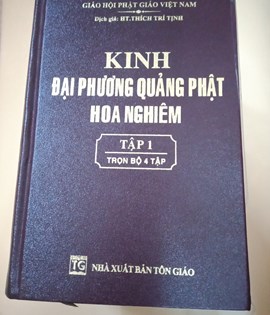 GIÁO HỘI PHẬT GIÁO VIỆT NAM
Dịch giả: HT.THÍCH TRÍ TỊNH
KINH
ĐẠI PHƯƠNG QUẢNG PHẬT
HOA NGHIÊM
TẬP 1
TRỌN BỘ 4 TẬP
TG
NHÀ XUẤT BẢN TÔN GIÁO